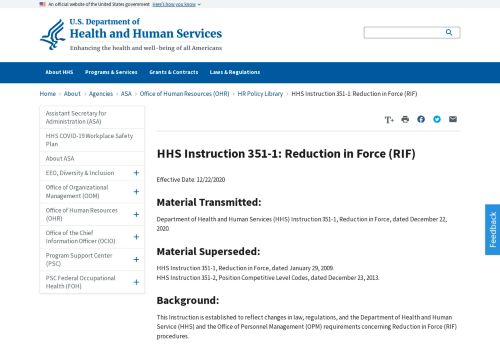 An official website of the United States government Here's how you know
U.S. Department of
Health and Human Services
Enhancing the health and well-being of all Americans
About HHS Programs & Services Grants & Contracts Laws & Regulations
Home > About > Agencies > ASA > Office of Human Resources (OHR) > HR Policy Library > HHS Instruction 351-1: Reduction in Force (RIF)
Assistant Secretary for
Administration (ASA)
HHS COVID-19 Workplace Safety
Plan
About ASA
EEO, Diversity & Inclusion +
Office of Organizational
Management (OOM) +
Office of Human Resources
(OHR) +
Office of the Chief
Information Officer (OCIO) +
Program Support Center
(PSC) +
PSC Federal Occupational
Health (FOH) +
T+
HHS Instruction 351-1: Reduction in Force (RIF)
Effective Date: 12/22/2020
Material Transmitted:
Department of Health and Human Services (HHS) Instruction 351-1, Reduction in Force, dated December 22,
2020.
Material Superseded:
HHS Instruction 351-1, Reduction in Force, dated January 29, 2009.
HHS Instruction 351-2, Position Competitive Level Codes, dated December 23, 2013.
Background:
This Instruction is established to reflect changes in law, regulations, and the Department of Health and Human
Service (HHS) and the Office of Personnel Management (OPM) requirements concerning Reduction in Force (RIF)
procedures.
Feedback